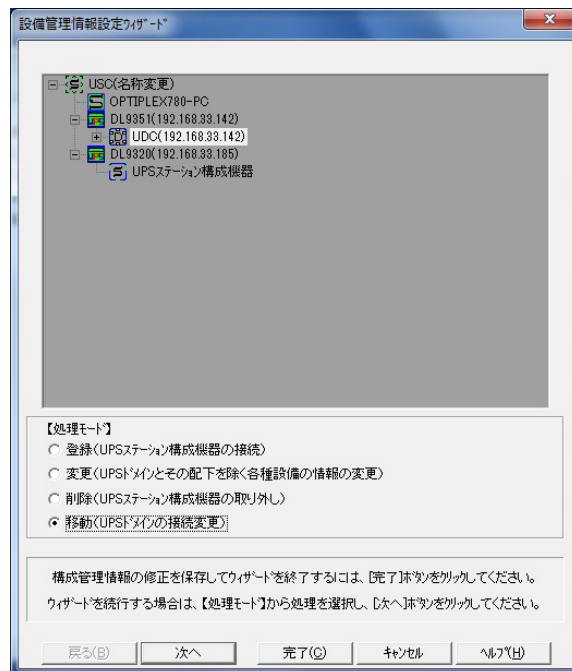 設備管理情報設定ｳｨｻﾞｰﾄﾞ
USC(名称変更)
OPTIPLEX780-PC
DL9351(192.168.33.142)
UDC(192.168.33.142)
DL9320(192.168.33.185)
UPSｽﾃｰｼｮﾝ構成機器
【処理ﾓｰﾄﾞ】
登録(UPSｽﾃｰｼｮﾝ構成機器の接続)
変更(UPSﾄﾞﾒｲﾝとその配下を除く各種設備の情報の変更)
削除(UPSｽﾃｰｼｮﾝ構成機器の取り外し)
移動(UPSﾄﾞﾒｲﾝの接続変更)
構成管理情報の修正を保存してｳｨｻﾞｰﾄﾞを終了するには、[完了]ﾎﾞﾀﾝをｸﾘｯｸしてください。
ｳｨｻﾞｰﾄﾞを続行する場合は、【処理ﾓｰﾄﾞ】から処理を選択し、[次へ]ﾎﾞﾀﾝをｸﾘｯｸしてください。
戻る(B) 次へ 完了(C) ｷｬﾝｾﾙ ﾍﾙﾌﾟ(H)